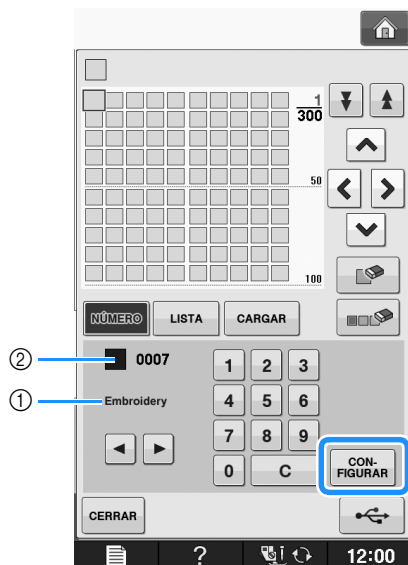 1
300
50
100
NÚMERO LISTA CARGAR
② 0007
1 2 3
① Embroidery
4 5 6
7 8 9
0 C
CON-
FIGURAR
CERRAR
? 12:00